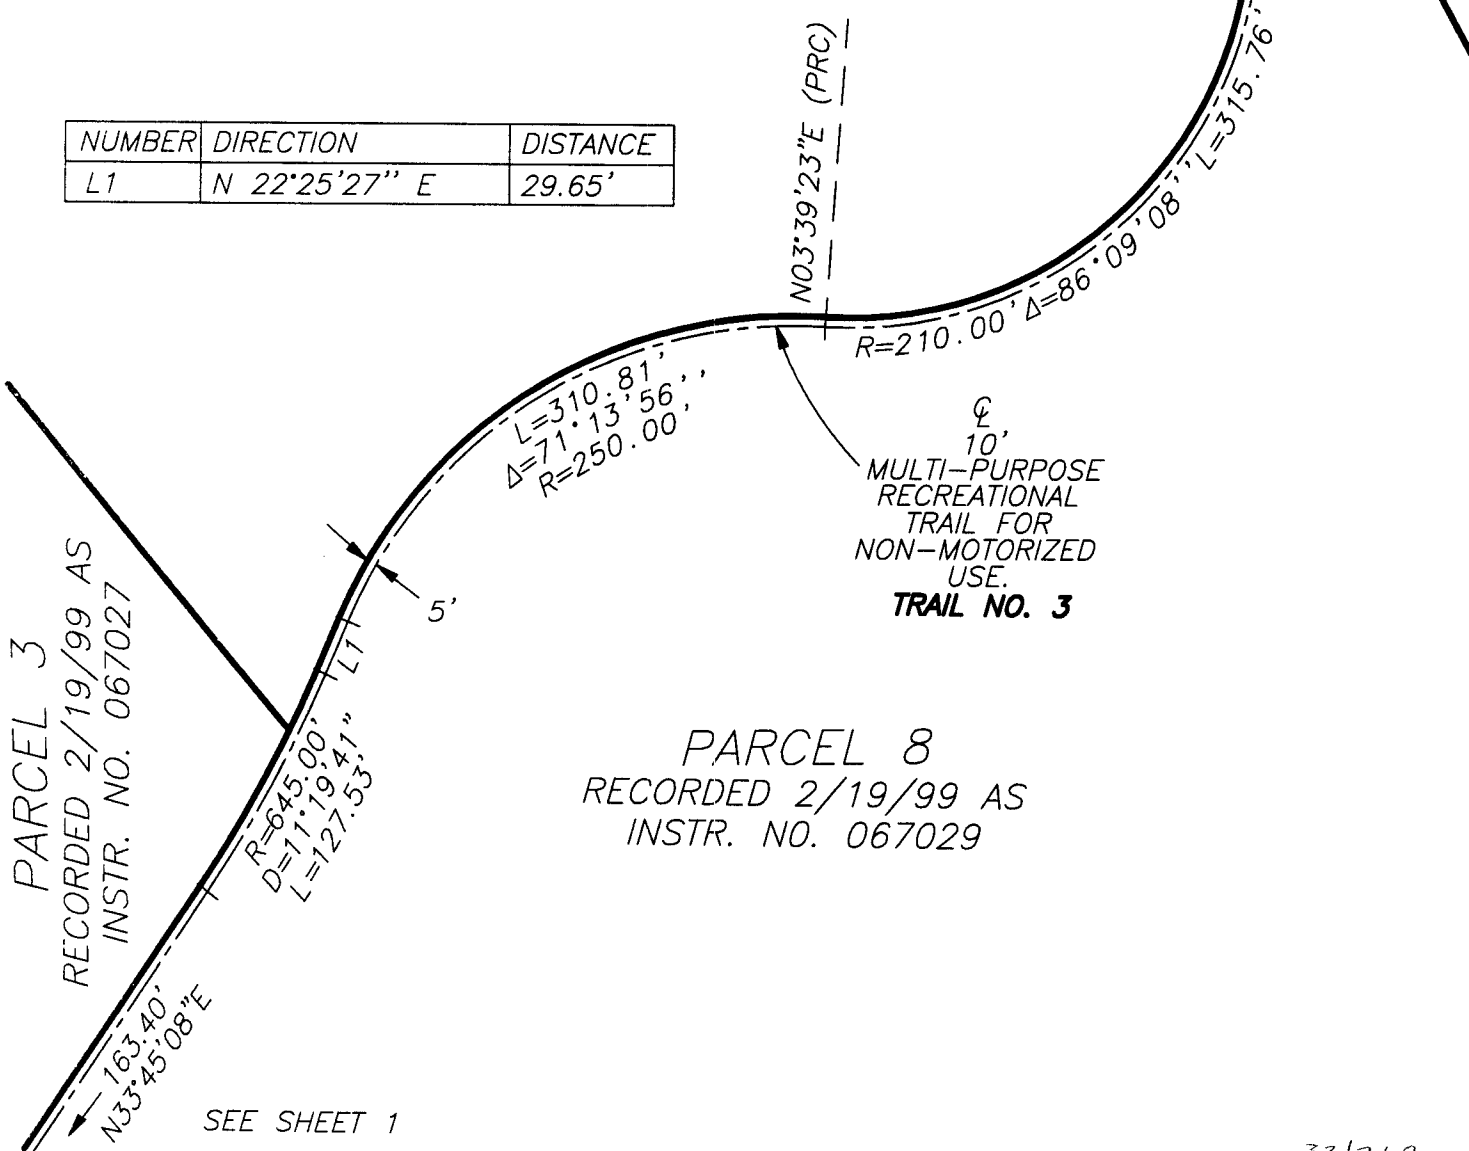 NUMBER DIRECTION DISTANCE
L1 N 22°25'27" E 29.65'
N03°39'23"E (PRC)
L=315.76'
Δ=86°09'08"
R=210.00'
L=310.81'
Δ=71°13'56''
R=250.00'
℄
10'
MULTI-PURPOSE
RECREATIONAL
TRAIL FOR
NON-MOTORIZED
USE.
TRAIL NO. 3
5'
L1
PARCEL 3
RECORDED 2/19/99 AS
INSTR. NO. 067027
R=645.00'
D=11°19'41"
L=127.53'
PARCEL 8
RECORDED 2/19/99 AS
INSTR. NO. 067029
163.40'
N33°45'08"E
SEE SHEET 1